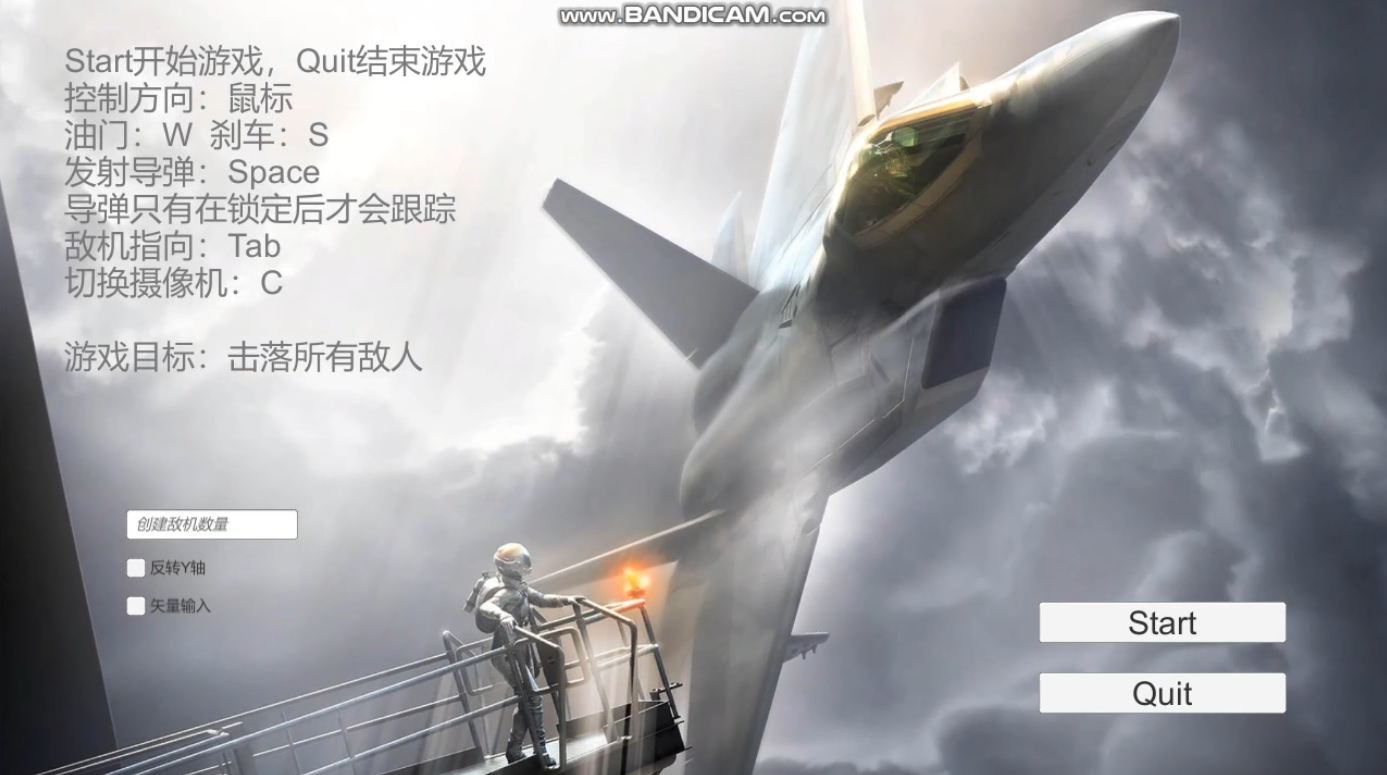 www.BANDICAM.com
Start开始游戏，Quit结束游戏
控制方向：鼠标
油门：W 刹车：S
发射导弹：Space
导弹只有在锁定后才会跟踪
敌机指向：Tab
切换摄像机：C
游戏目标：击落所有敌人
创建敌机数量
反转Y轴
矢量输入
Start
Quit